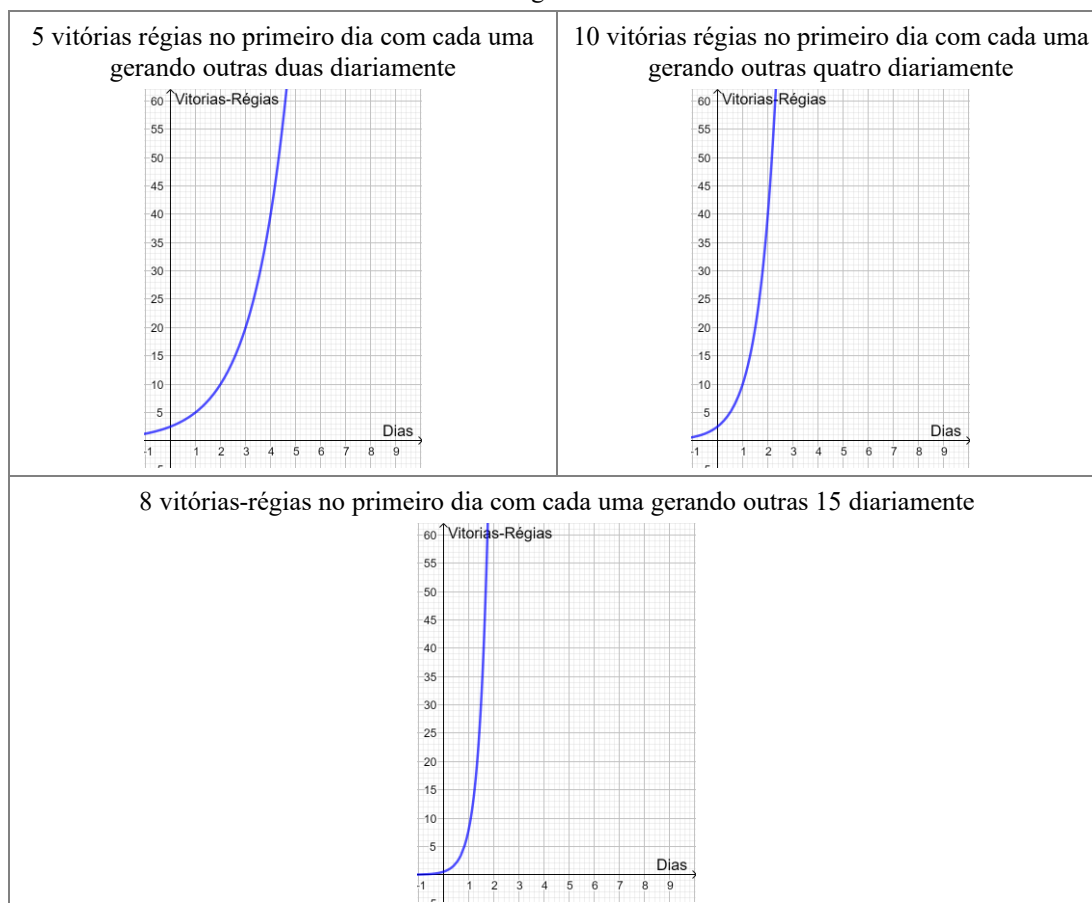 5 vitórias régias no primeiro dia com cada uma
gerando outras duas diariamente
60
Vitorias-Régias
55
50
45
40
35
30
25
20
15
10
5
Dias
-1 1 2 3 4 5 6 7 8 9
10 vitórias régias no primeiro dia com cada uma
gerando outras quatro diariamente
60
Vitorias-Régias
55
50
45
40
35
30
25
20
15
10
5
Dias
-1 1 2 3 4 5 6 7 8 9
8 vitórias-régias no primeiro dia com cada uma gerando outras 15 diariamente
60
Vitorias-Régias
55
50
45
40
35
30
25
20
15
10
5
Dias
-1 1 2 3 4 5 6 7 8 9